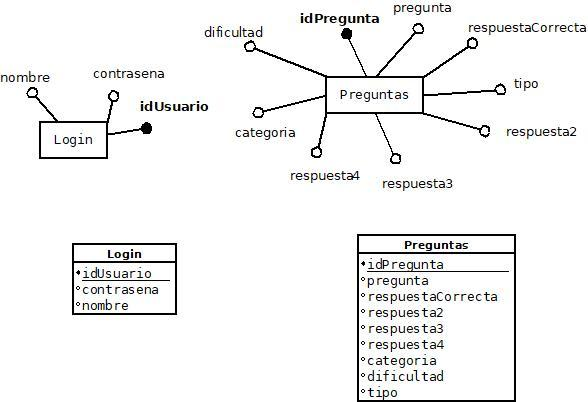 idPregunta
pregunta
dificultad
respuestaCorrecta
nombre
contrasena
tipo
Preguntas
idUsuario
categoria
respuesta2
Login
respuesta4
respuesta3
Login
idUsuario
contrasena
nombre
Preguntas
idPregunta
pregunta
respuestaCorrecta
respuesta2
respuesta3
respuesta4
categoria
dificultad
tipo